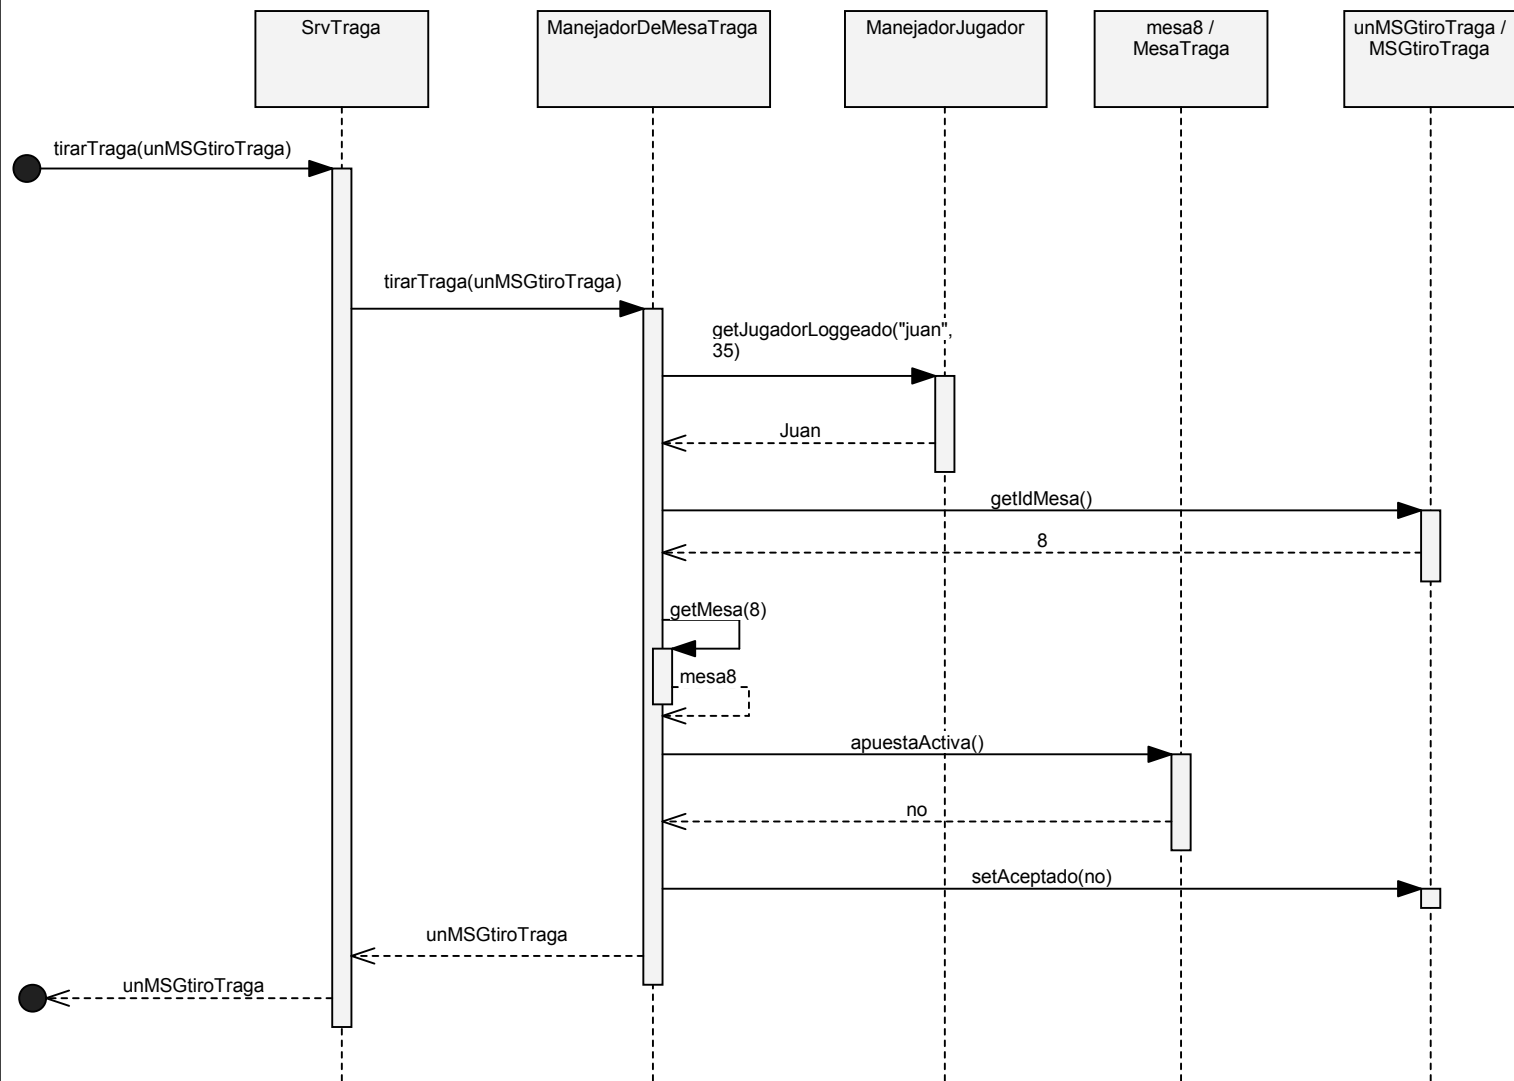 SrvTraga
ManejadorDeMesaTraga
ManejadorJugador
mesa8 /
MesaTraga
unMSGtiroTraga /
MSGtiroTraga
tirarTraga(unMSGtiroTraga)
tirarTraga(unMSGtiroTraga)
getJugadorLoggeado("juan",
35)
Juan
getIdMesa()
8
getMesa(8)
mesa8
apuestaActiva()
no
setAceptado(no)
unMSGtiroTraga
unMSGtiroTraga